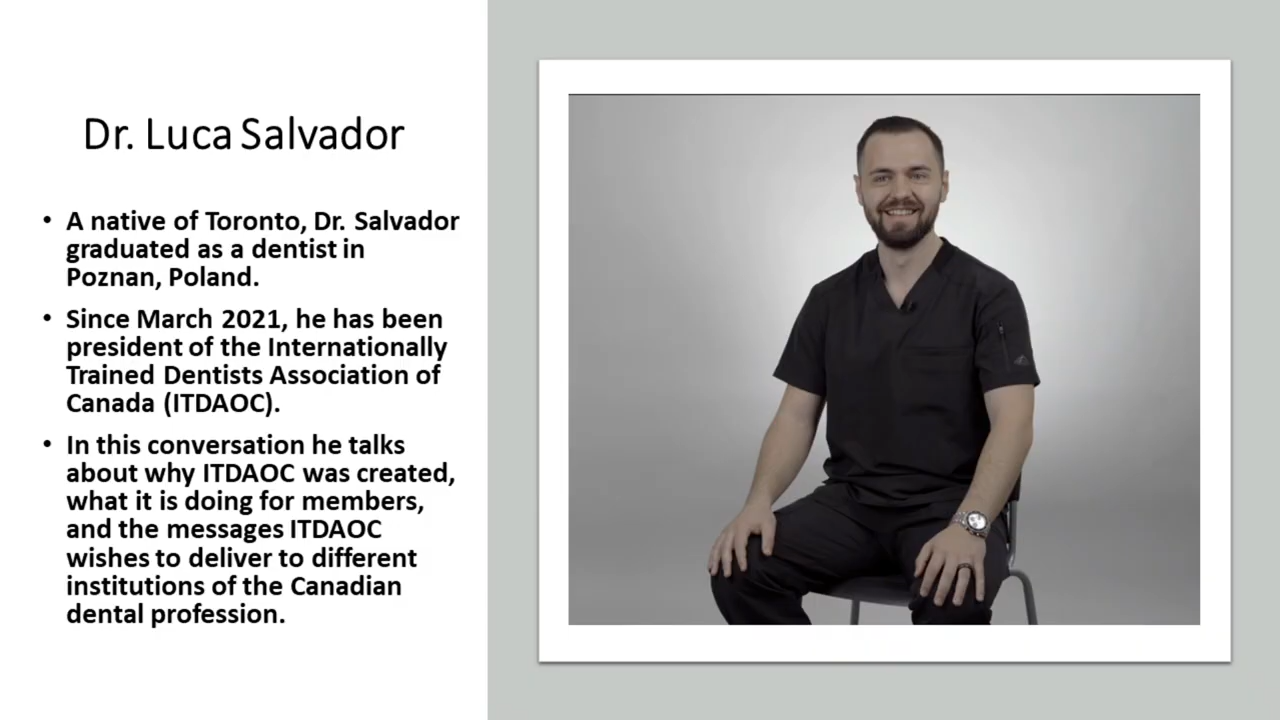 Dr. Luca Salvador
• A native of Toronto, Dr. Salvador
graduated as a dentist in
Poznan, Poland.
• Since March 2021, he has been
president of the Internationally
Trained Dentists Association of
Canada (ITDAOC).
• In this conversation he talks
about why ITDAOC was created,
what it is doing for members,
and the messages ITDAOC
wishes to deliver to different
institutions of the Canadian
dental profession.